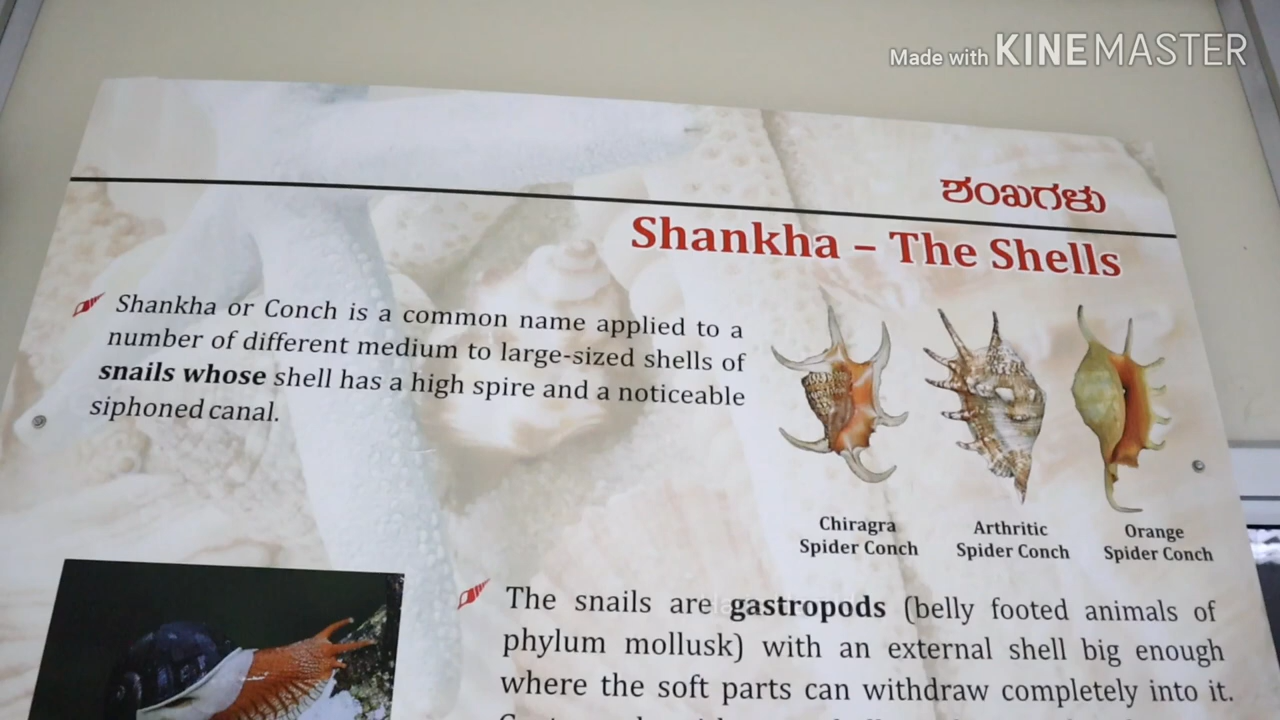 Made with KINEMASTER
ಶಂಖಗಳು
Shankha – The Shells
Shankha or Conch is a common name applied to a
number of different medium to large-sized shells of
snails whose shell has a high spire and a noticeable
siphoned canal.
Chiragra
Spider Conch
Arthritic
Spider Conch
Orange
Spider Conch
The snails are gastropods (belly footed animals of
phylum mollusk) with an external shell big enough
where the soft parts can withdraw completely into it.